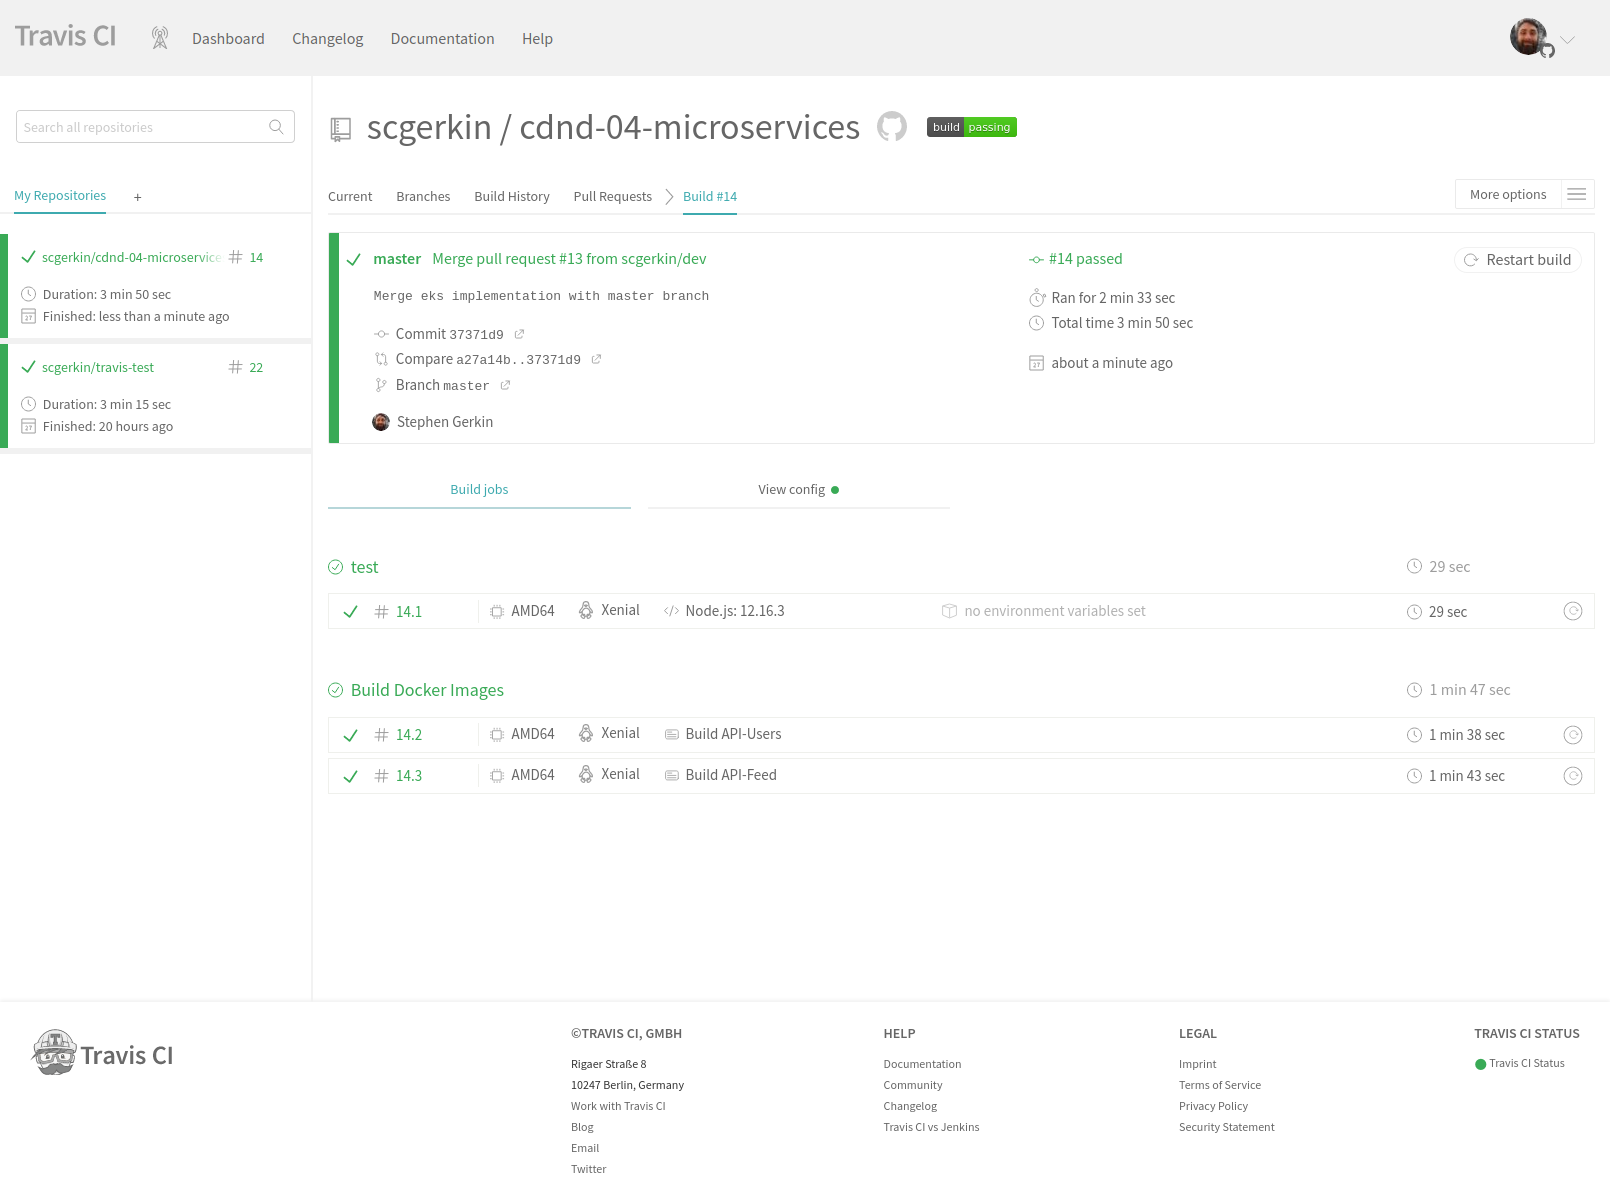 Travis CI
Dashboard
Changelog
Documentation
Help
Search all repositories
My Repositories
+
scgerkin/cdnd-04-microservice
# 14
Duration: 3 min 50 sec
Finished: less than a minute ago
scgerkin/travis-test
# 22
Duration: 3 min 15 sec
Finished: 20 hours ago
scgerkin / cdnd-04-microservices
build passing
Current
Branches
Build History
Pull Requests
Build #14
More options
master Merge pull request #13 from scgerkin/dev
Merge eks implementation with master branch
Commit 37371d9
Compare a27a14b..37371d9
Branch master
Stephen Gerkin
#14 passed
Ran for 2 min 33 sec
Total time 3 min 50 sec
about a minute ago
Restart build
Build jobs
View config
test
29 sec
# 14.1 AMD64 Xenial </> Node.js: 12.16.3 no environment variables set 29 sec
Build Docker Images
1 min 47 sec
# 14.2 AMD64 Xenial Build API-Users 1 min 38 sec
# 14.3 AMD64 Xenial Build API-Feed 1 min 43 sec
Travis CI
©TRAVIS CI, GMBH
Rigaer Straße 8
10247 Berlin, Germany
Work with Travis CI
Blog
Email
Twitter
HELP
Documentation
Community
Changelog
Travis CI vs Jenkins
LEGAL
Imprint
Terms of Service
Privacy Policy
Security Statement
TRAVIS CI STATUS
Travis CI Status